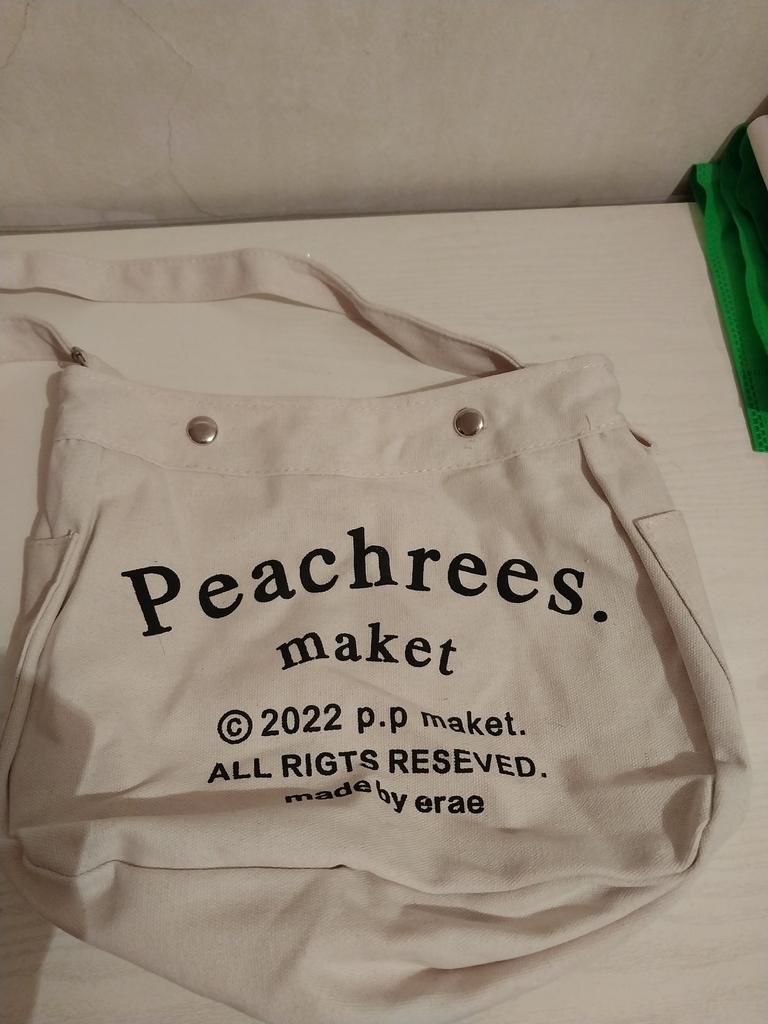 Peachrees.
maket
© 2022 p.p maket.
ALL RIGTS RESEVED.
made by erae